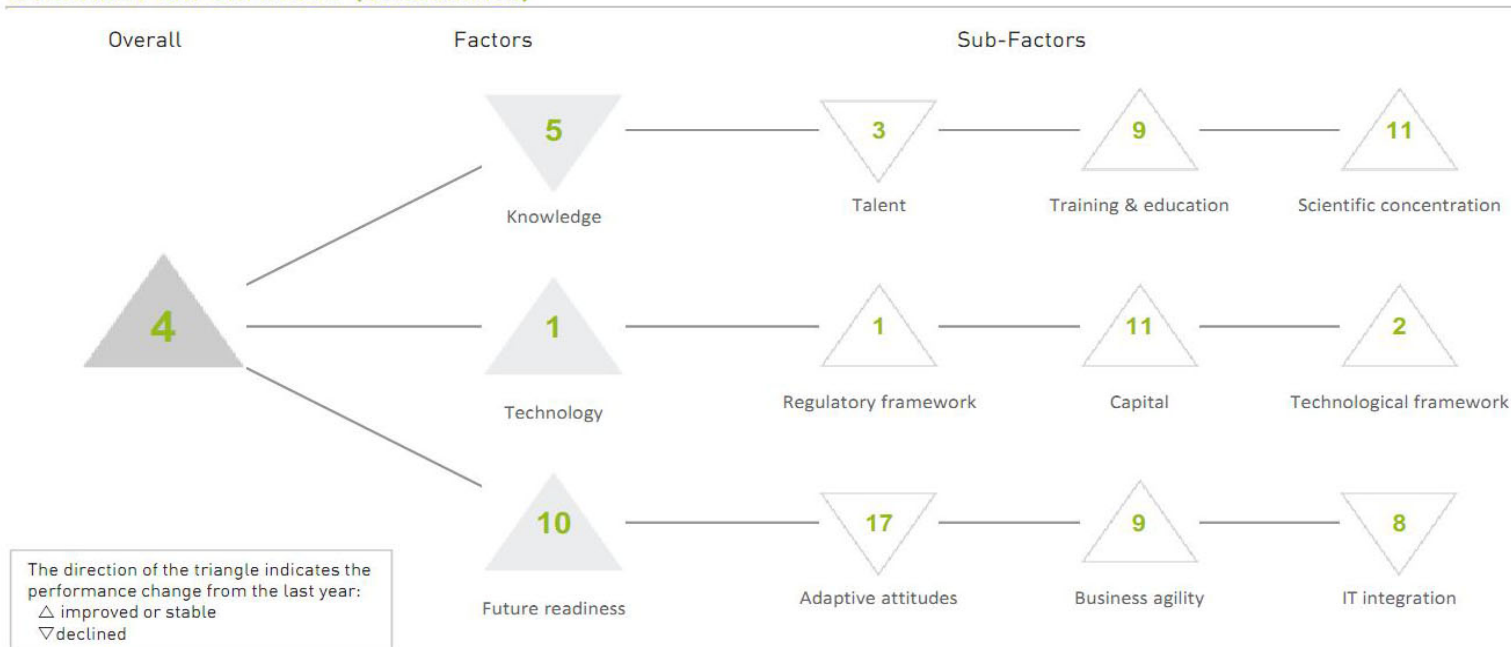 Overall
Factors
Sub-Factors
5
3
9
11
Knowledge
Talent
Training & education
Scientific concentration
4
1
1
11
2
Technology
Regulatory framework
Capital
Technological framework
10
17
9
8
Future readiness
Adaptive attitudes
Business agility
IT integration
The direction of the triangle indicates the
performance change from the last year:
△ improved or stable
▽ declined